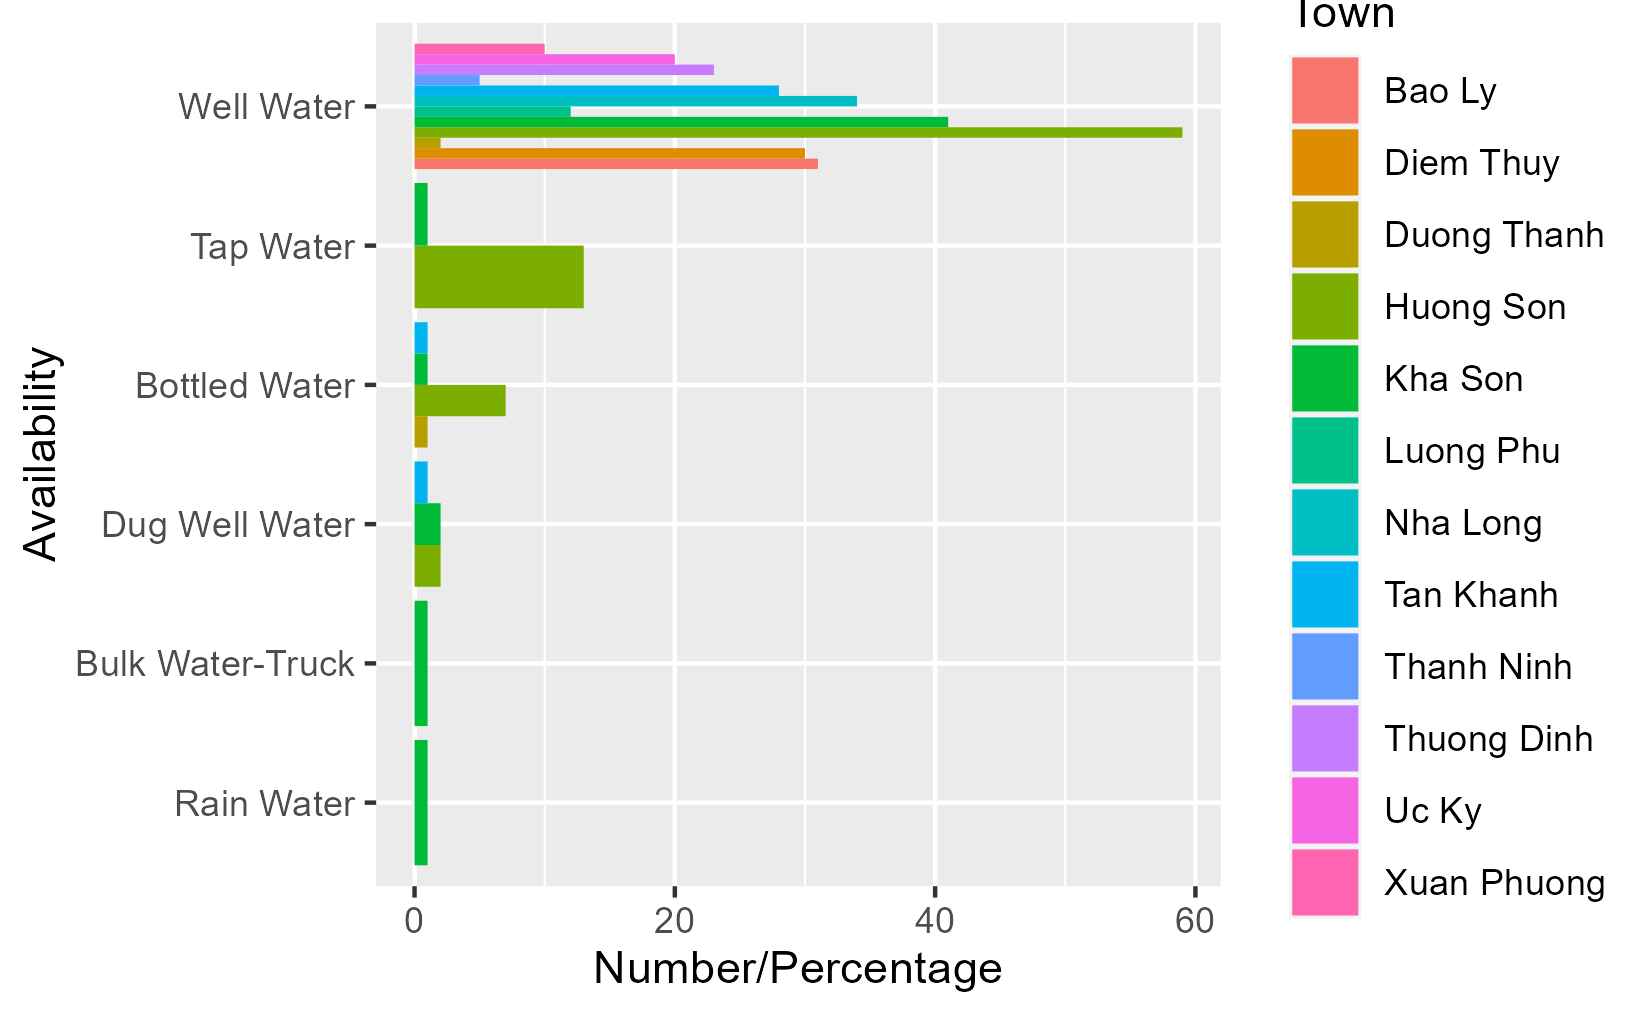 Town
Well Water
Tap Water
Bottled Water
Dug Well Water
Bulk Water-Truck
Rain Water
Availability
0 20 40 60
Number/Percentage
Bao Ly
Diem Thuy
Duong Thanh
Huong Son
Kha Son
Luong Phu
Nha Long
Tan Khanh
Thanh Ninh
Thuong Dinh
Uc Ky
Xuan Phuong